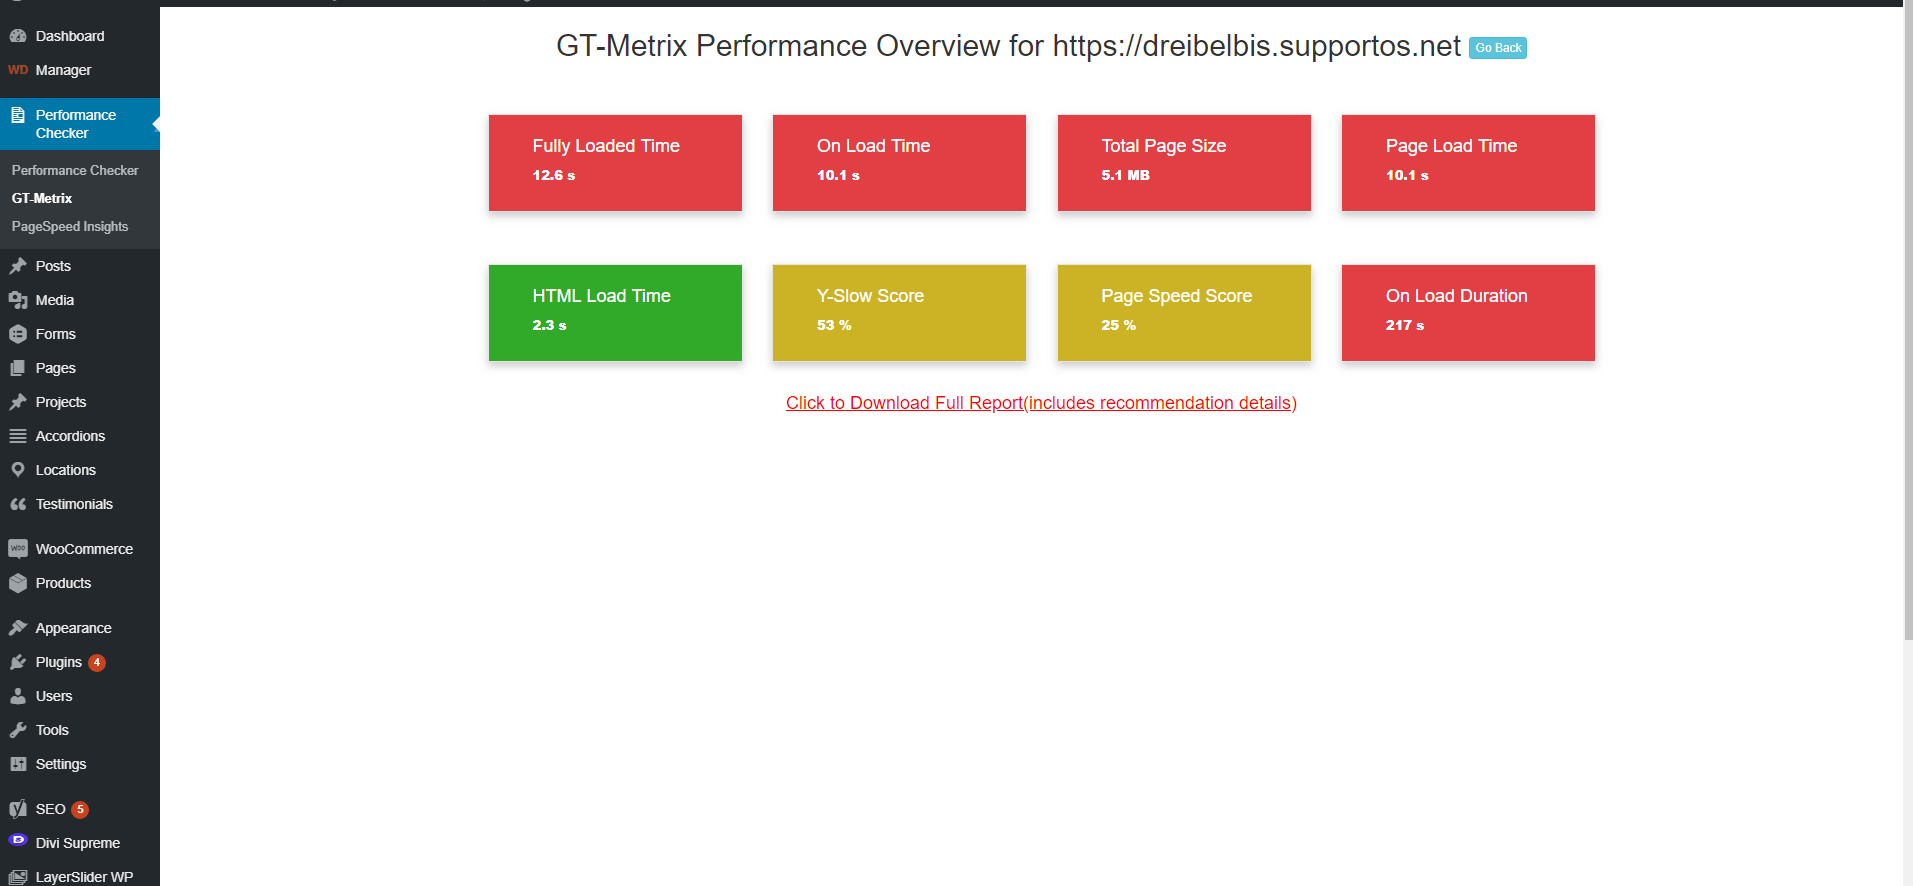 Dashboard
WD Manager
Performance
Checker
Performance Checker
GT-Metrix
PageSpeed Insights
Posts
Media
Forms
Pages
Projects
Accordions
Locations
Testimonials
WOO WooCommerce
Products
Appearance
Plugins 4
Users
Tools
Settings
SEO 5
D Divi Supreme
LayerSlider WP
GT-Metrix Performance Overview for https://dreibelbis.supportos.net Go Back
Fully Loaded Time
12.6 s
On Load Time
10.1 s
Total Page Size
5.1 MB
Page Load Time
10.1 s
HTML Load Time
2.3 s
Y-Slow Score
53 %
Page Speed Score
25 %
On Load Duration
217 s
Click to Download Full Report(includes recommendation details)